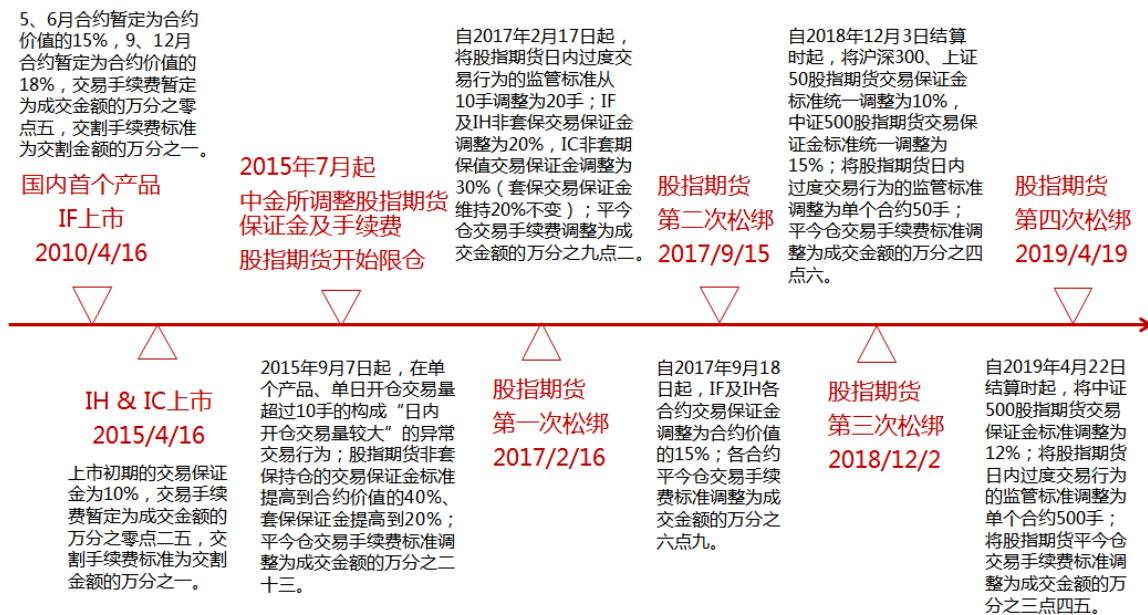 5、6月合约暂定为合约
价值的15%，9、12月
合约暂定为合约价值的
18%，交易手续费暂定
为成交金额的万分之零
点五，交割手续费标准
为交割金额的万分之一。
国内首个产品
IF上市
2010/4/16
IH & IC上市
2015/4/16
上市初期的交易保证
金为10%，交易手续
费暂定为成交金额的
万分之零点二五，交
割手续费标准为交割
金额的万分之一。
2015年7月起
中金所调整股指期货
保证金及手续费
股指期货开始限仓
2015年9月7日起，在单
个产品、单日开仓交易量
超过10手的构成“日内
开仓交易量较大”的异常
交易行为；股指期货非套
保持仓的交易保证金标准
提高到合约价值的40%、
套保保证金提高到20%；
平今仓交易手续费标准调
整为成交金额的万分之二
十三。
自2017年2月17日起，
将股指期货日内过度交
易行为的监管标准从
10手调整为20手；IF
及IH非套保交易保证金
调整为20%，IC非套期
保值交易保证金调整为
30%（套保交易保证金
维持20%不变）；平今
仓交易手续费调整为成
交金额的万分之九点二。
股指期货
第一次松绑
2017/2/16
股指期货
第二次松绑
2017/9/15
自2017年9月18
日起，IF及IH各
合约交易保证金
调整为合约价值
的15%；各合约
平今仓交易手续
费标准调整为成
交金额的万分之
六点九。
自2018年12月3日结算
时起，将沪深300、上证
50股指期货交易保证金
标准统一调整为10%，
中证500股指期货交易保
证金标准统一调整为
15%；将股指期货日内
过度交易行为的监管标准
调整为单个合约50手；
平今仓交易手续费标准调
整为成交金额的万分之四
点六。
股指期货
第三次松绑
2018/12/2
股指期货
第四次松绑
2019/4/19
自2019年4月22日
结算时起，将中证
500股指期货交易
保证金标准调整为
12%；将股指期货
日内过度交易行为
的监管标准调整为
单个合约500手；
将股指期货平今仓
交易手续费标准调
整为成交金额的万
分之三点四五。